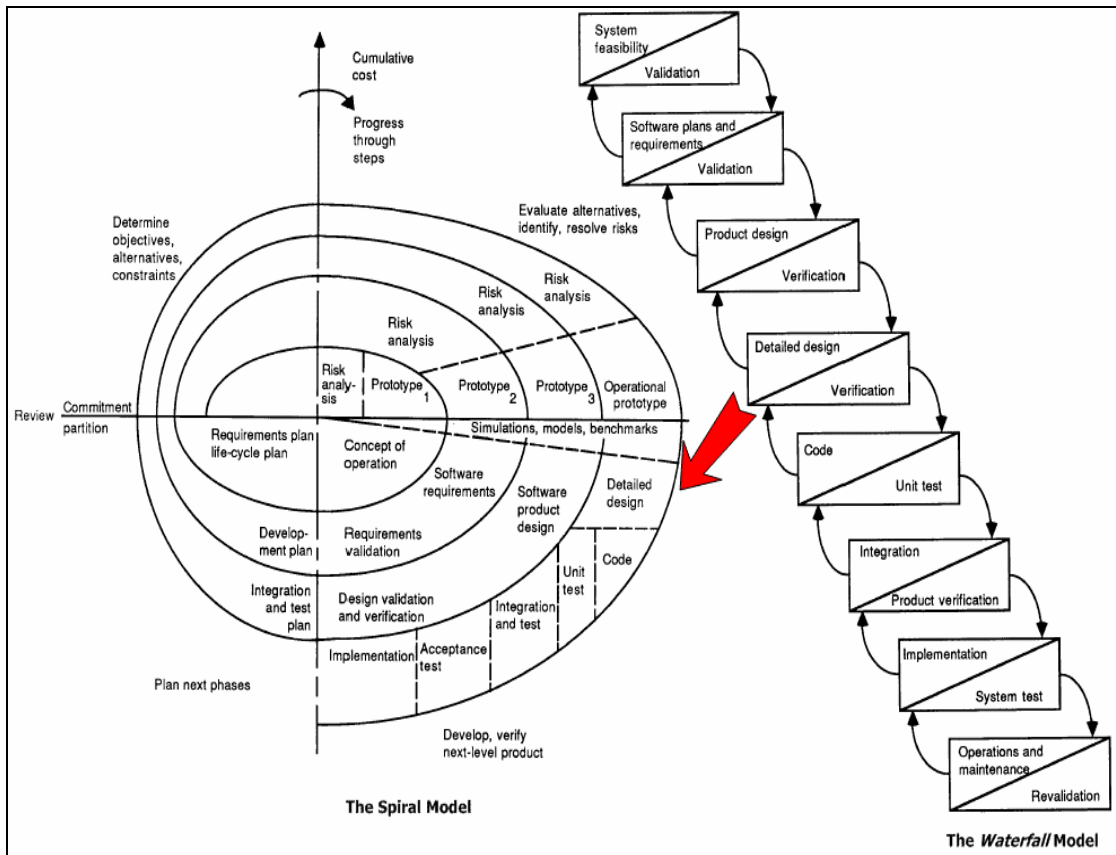 Cumulative
cost
Progress
through
steps
Determine
objectives,
alternatives,
constraints
Evaluate alternatives,
identify, resolve risks
Risk
analysis
Risk
analysis
Risk
analysis
Risk
analy-
sis
Prototype
1
Prototype
2
Prototype
3
Operational
prototype
Review
Commitment
partition
Simulations, models, benchmarks
Requirements plan
life-cycle plan
Concept of
operation
Software
requirements
Software
product
design
Detailed
design
Develop-
ment plan
Requirements
validation
Code
Unit
test
Integration
and test
plan
Design validation
and verification
Integration
and test
Acceptance
test
Implementation
Plan next phases
Develop, verify
next-level product
The Spiral Model
System
feasibility
Validation
Software plans and
requirements
Validation
Product design
Verification
Detailed design
Verification
Code
Unit test
Integration
Product verification
Implementation
System test
Operations and
maintenance
Revalidation
The Waterfall Model